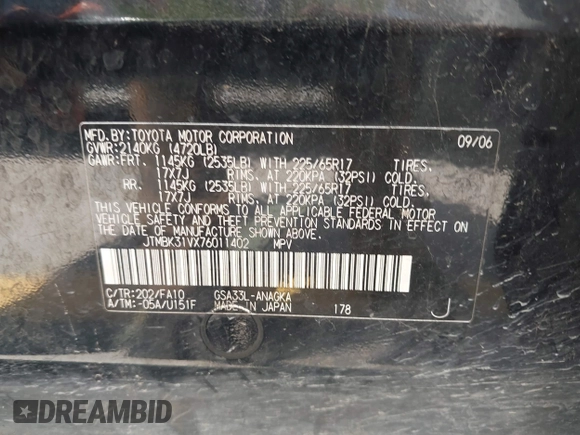 MFD. BY: TOYOTA MOTOR CORPORATION 09/06
GVWR: 2140KG (4720LB)
GAWR: FRT. 1145KG (2535LB) WITH 225/65R17 TIRES.
17X7J RIMS. AT 220KPA (32PSI) COLD.
RR. 1145KG (2535LB) WITH 225/65R17 TIRES.
17X7J RIMS. AT 220KPA (32PSI) COLD.
THIS VEHICLE CONFORMS TO ALL APPLICABLE FEDERAL MOTOR
VEHICLE SAFETY AND THEFT PREVENTION STANDARDS IN EFFECT ON
THE DATE OF MANUFACTURE SHOWN ABOVE.
JTMBK31VX76011402 MPV
C/TR: 202/FA10 GSA33L-ANAGKA
A/TM: -05A/U151F MADE IN JAPAN 178 J
DREAMBID